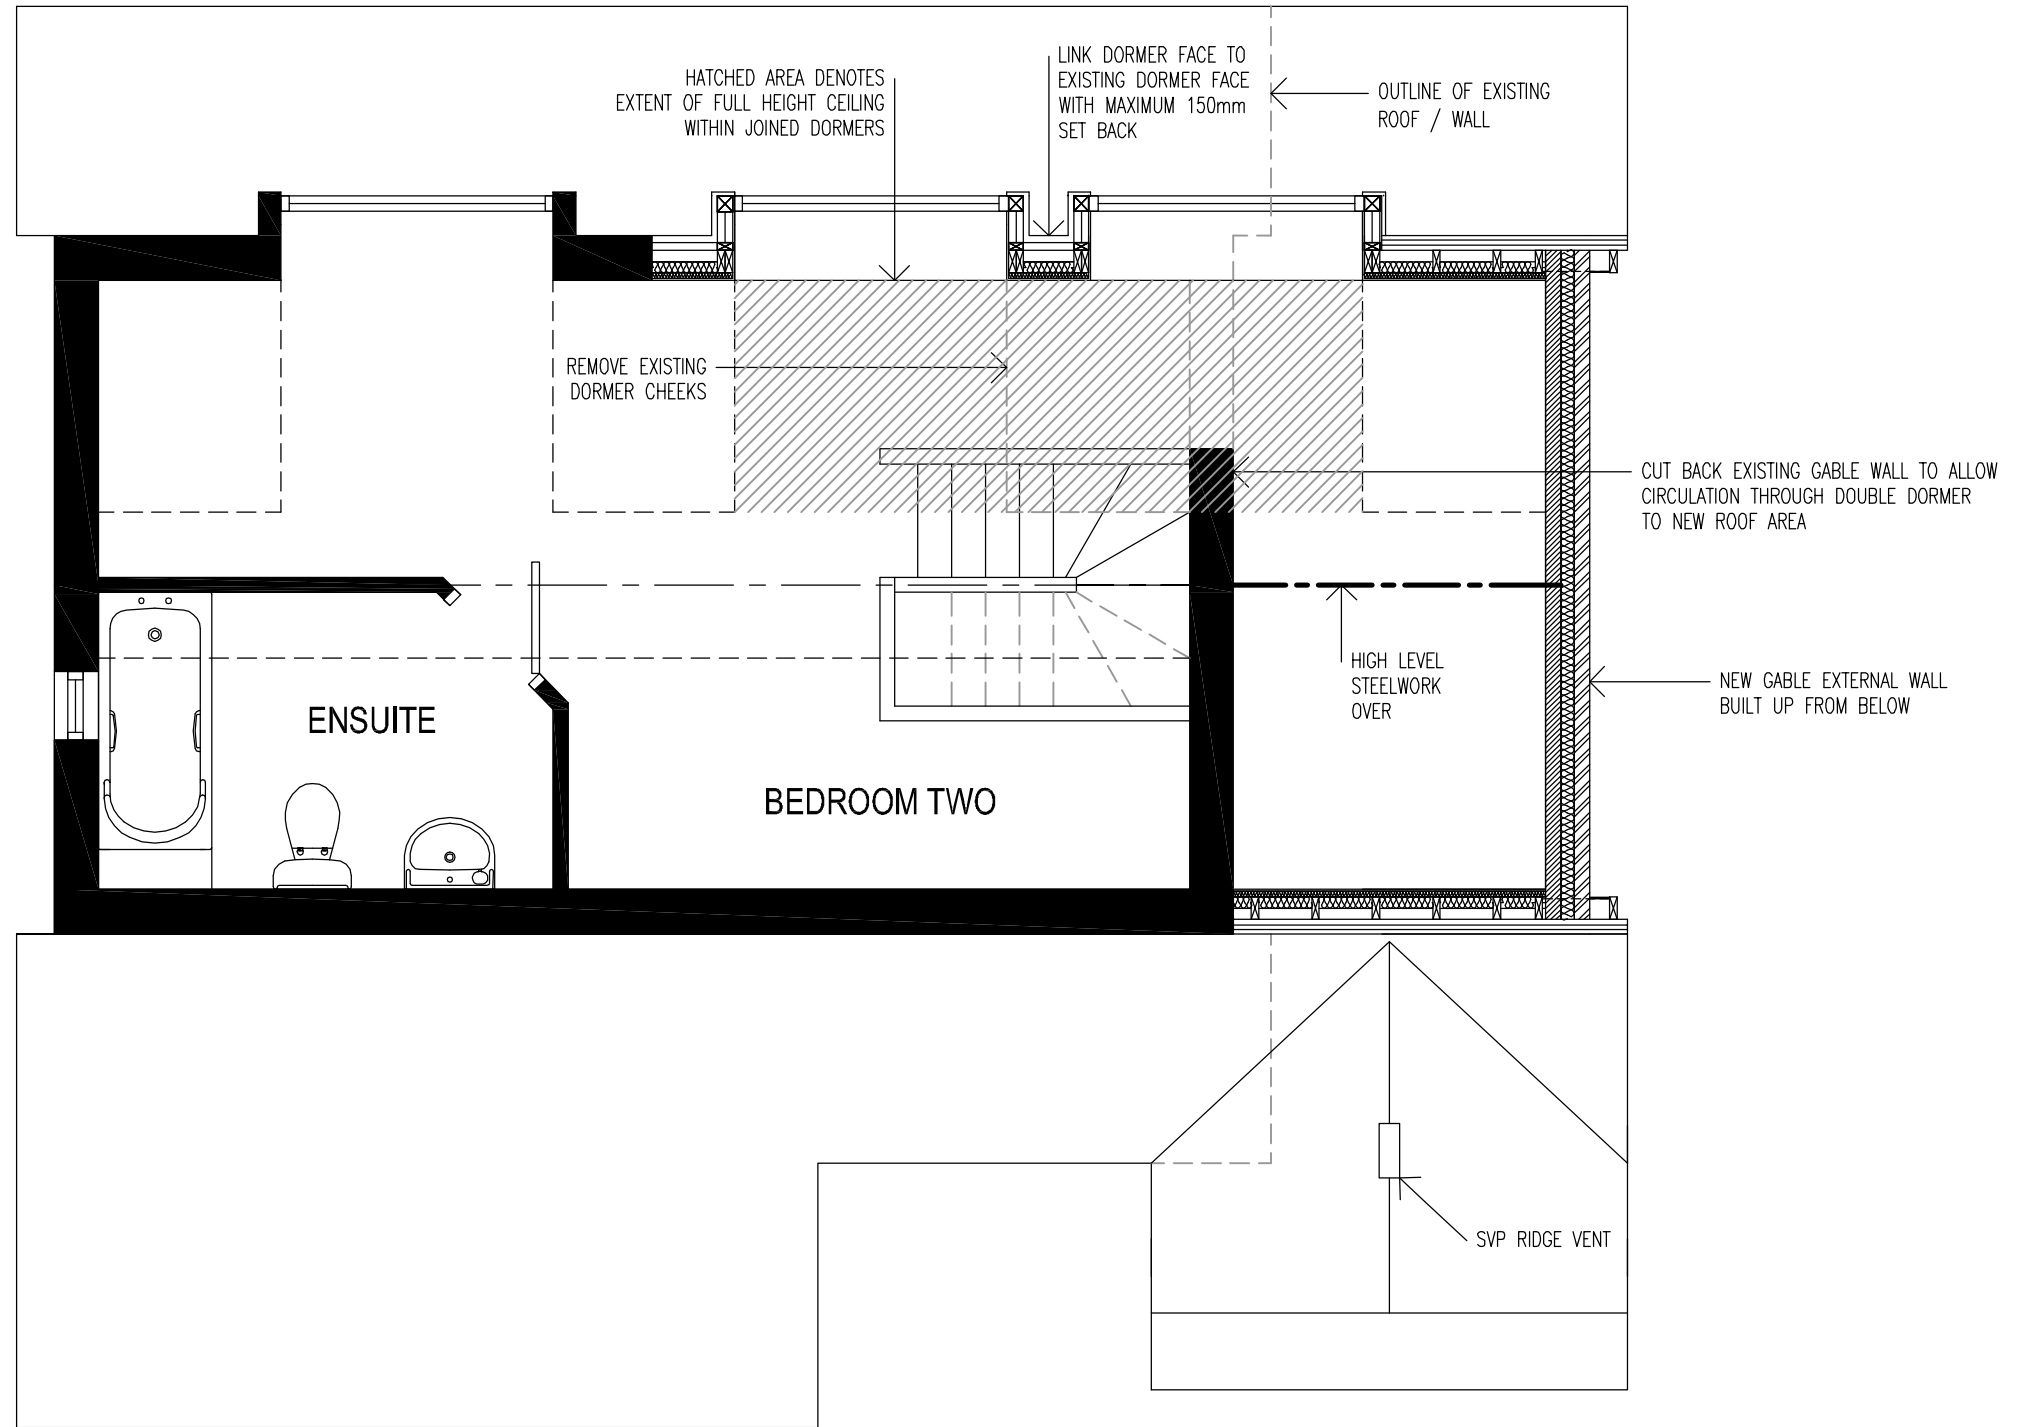 HATCHED AREA DENOTES
EXTENT OF FULL HEIGHT CEILING
WITHIN JOINED DORMERS
LINK DORMER FACE TO
EXISTING DORMER FACE
WITH MAXIMUM 150mm
SET BACK
OUTLINE OF EXISTING
ROOF / WALL
REMOVE EXISTING
DORMER CHEEKS
CUT BACK EXISTING GABLE WALL TO ALLOW
CIRCULATION THROUGH DOUBLE DORMER
TO NEW ROOF AREA
HIGH LEVEL
STEELWORK
OVER
NEW GABLE EXTERNAL WALL
BUILT UP FROM BELOW
ENSUITE
BEDROOM TWO
SVP RIDGE VENT